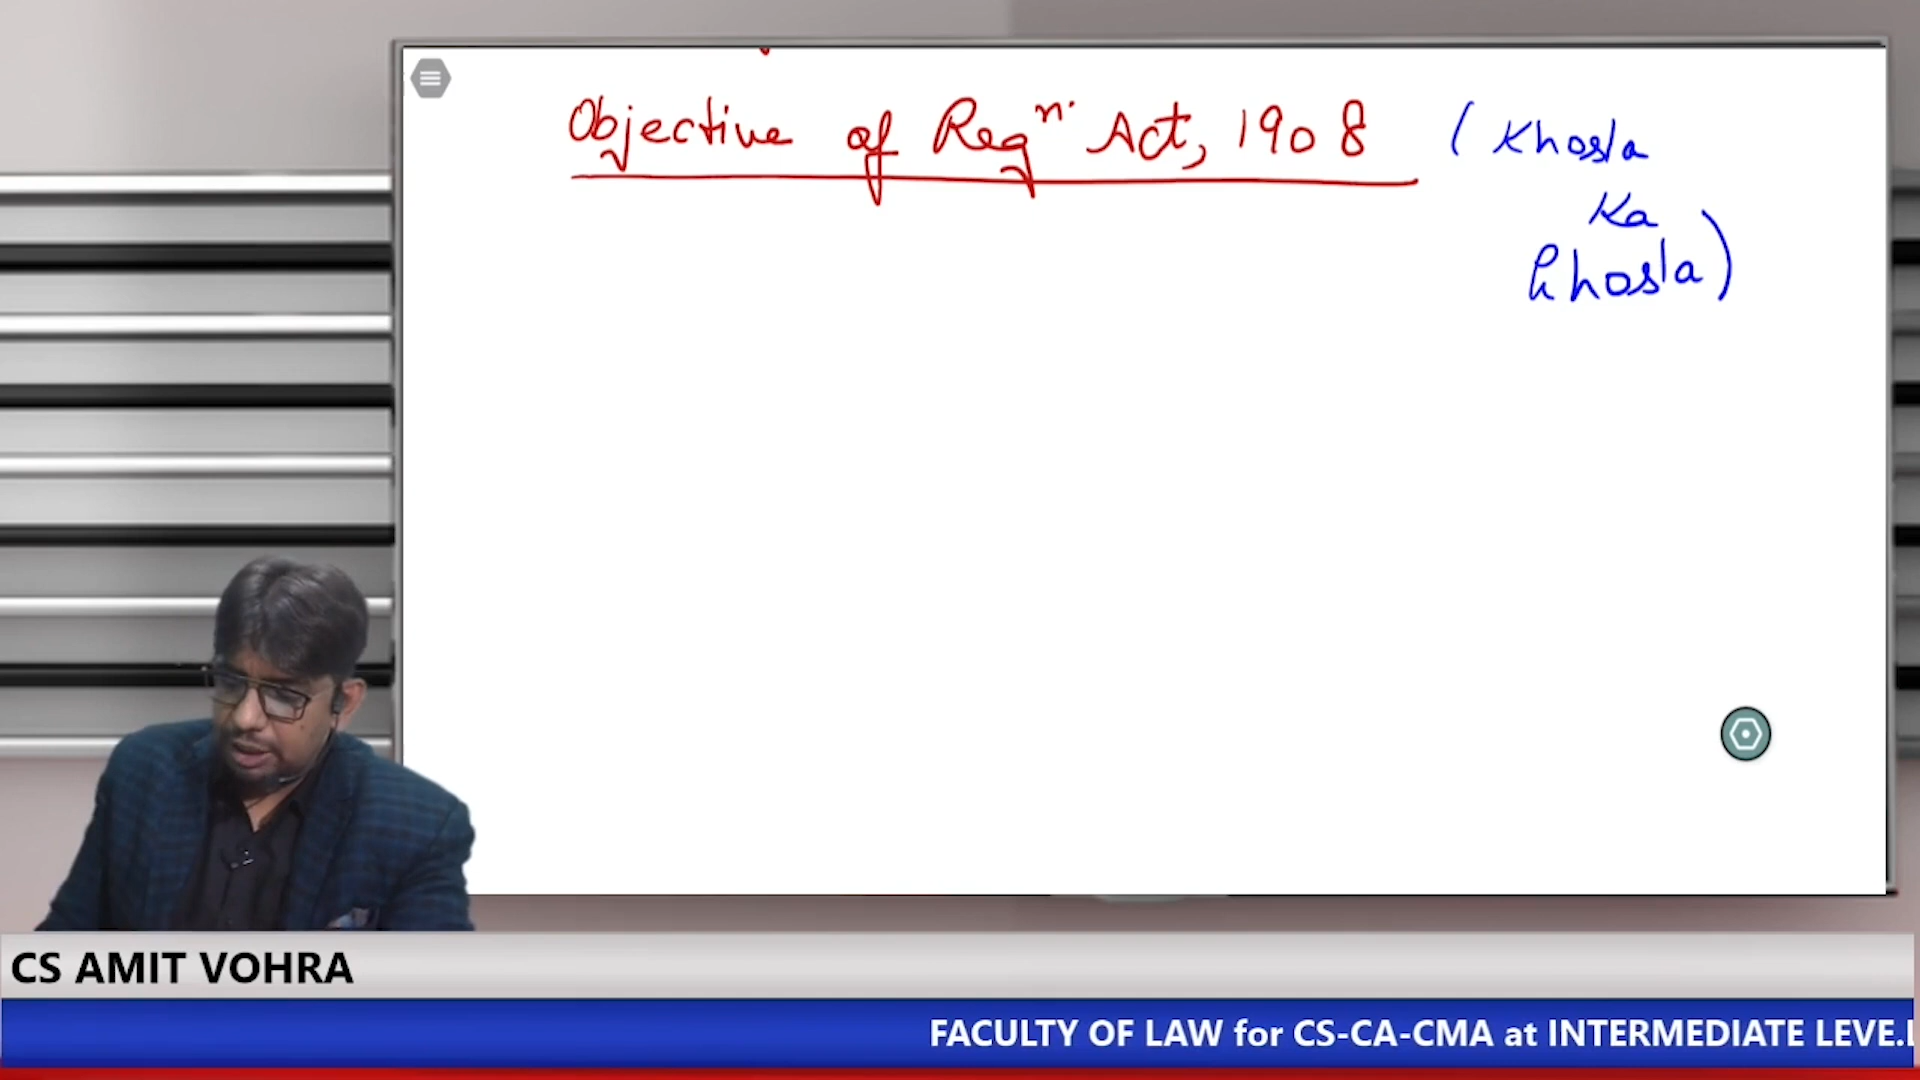 Objective of Regⁿ Act, 1908 (Khosla
Ka
Ghosla)
CS AMIT VOHRA
FACULTY OF LAW for CS-CA-CMA at INTERMEDIATE LEVE.L